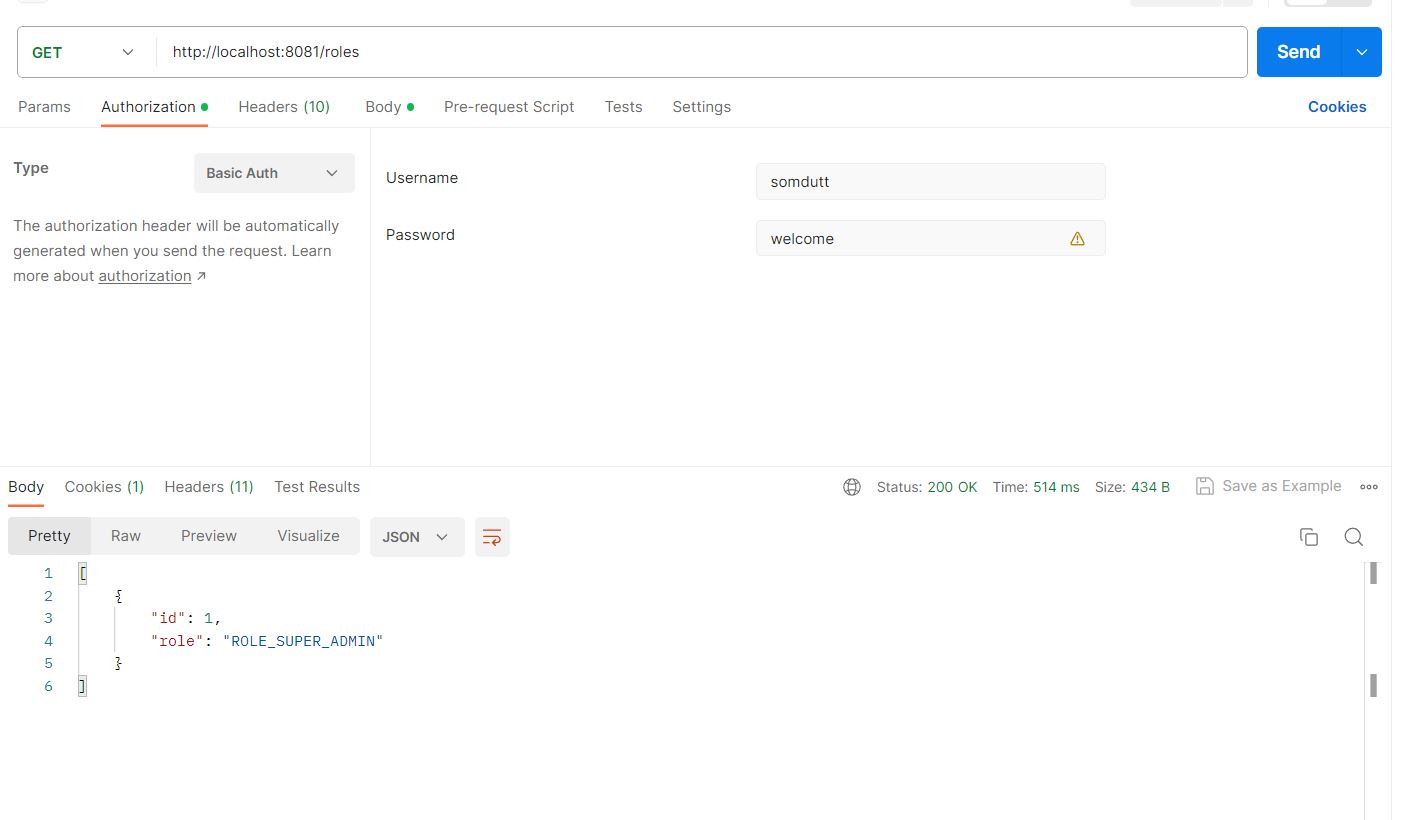 GET http://localhost:8081/roles Send
Params Authorization Headers (10) Body Pre-request Script Tests Settings Cookies
Type Basic Auth
The authorization header will be automatically
generated when you send the request. Learn
more about authorization ↗
Username somdutt
Password welcome
Body Cookies (1) Headers (11) Test Results Status: 200 OK Time: 514 ms Size: 434 B Save as Example
Pretty Raw Preview Visualize JSON
1 [
2 {
3 "id": 1,
4 "role": "ROLE_SUPER_ADMIN"
5 }
6 ]